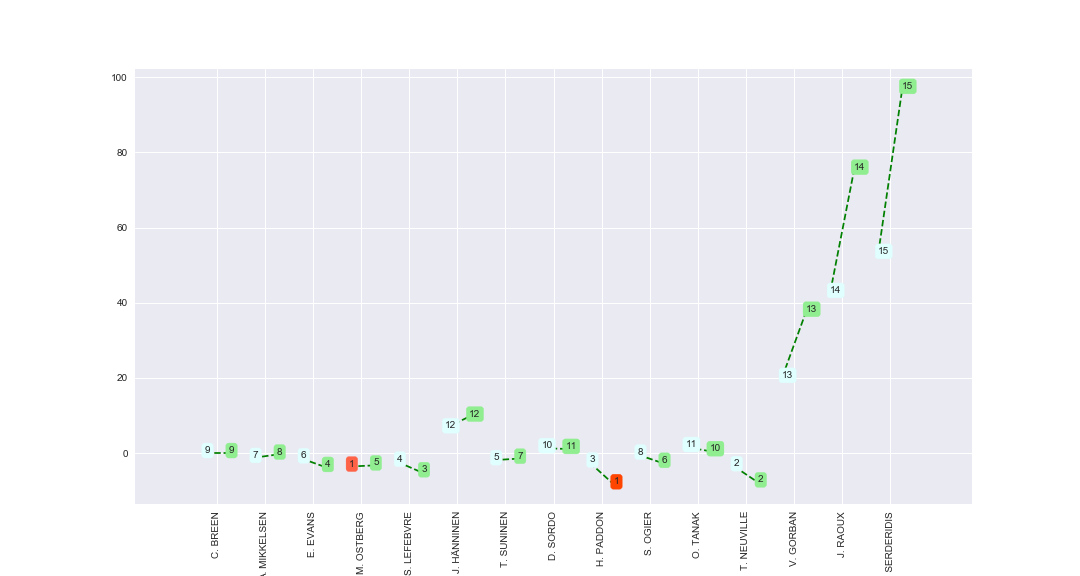 100
80
60
40
20
0
9 9
7 8
6 4
1 5
4 3
12 12
5 7
10 11
3 1
8 6
11 10
2 2
13 13
14 14
15 15
C. BREEN
. MIKKELSEN
E. EVANS
M. OSTBERG
S. LEFEBVRE
J. HÄNNINEN
T. SUNINEN
D. SORDO
H. PADDON
S. OGIER
O. TANAK
T. NEUVILLE
V. GORBAN
J. RAOUX
SERDERIDIS